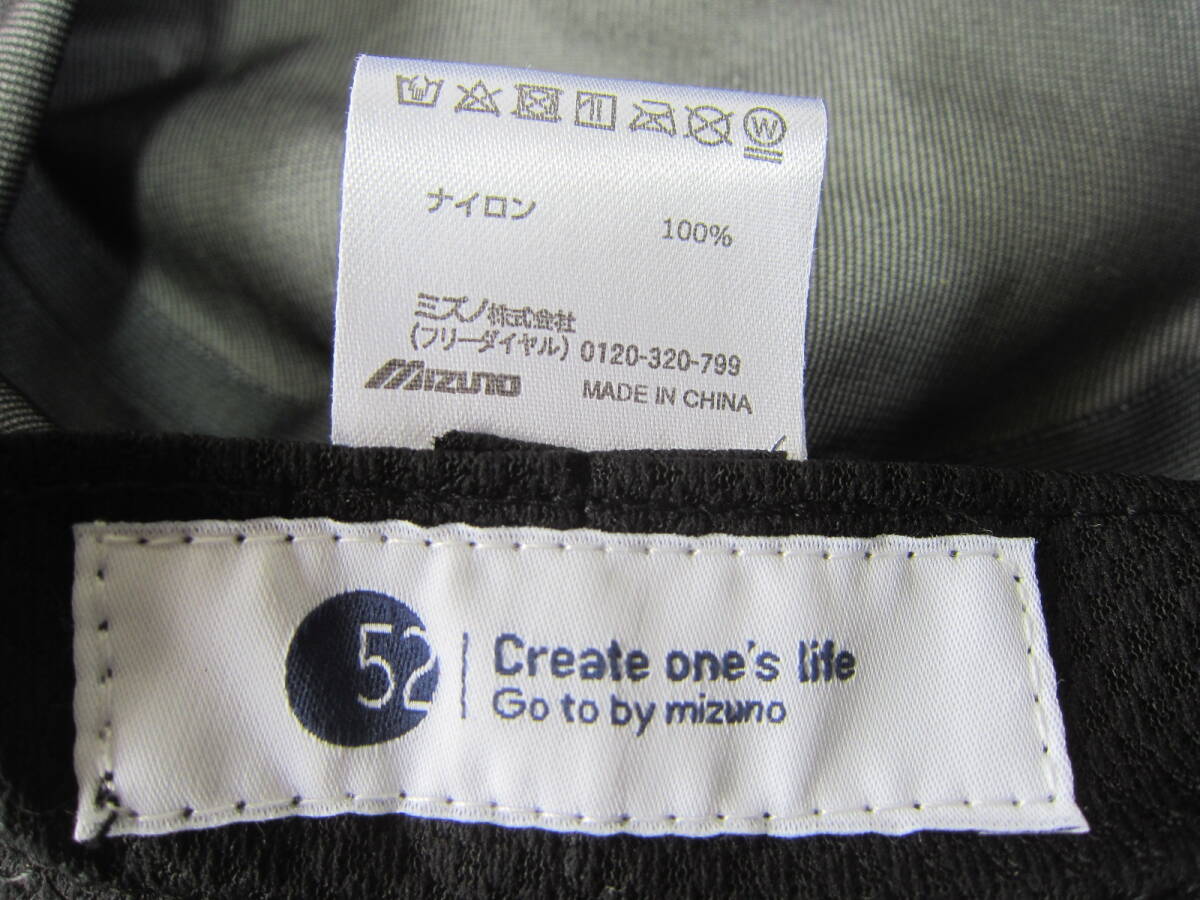 W
ナイロン 100%
ミズノ株式会社
(フリーダイヤル) 0120-320-799
MIZUNO MADE IN CHINA
52 Create one's life
Go to by mizuno